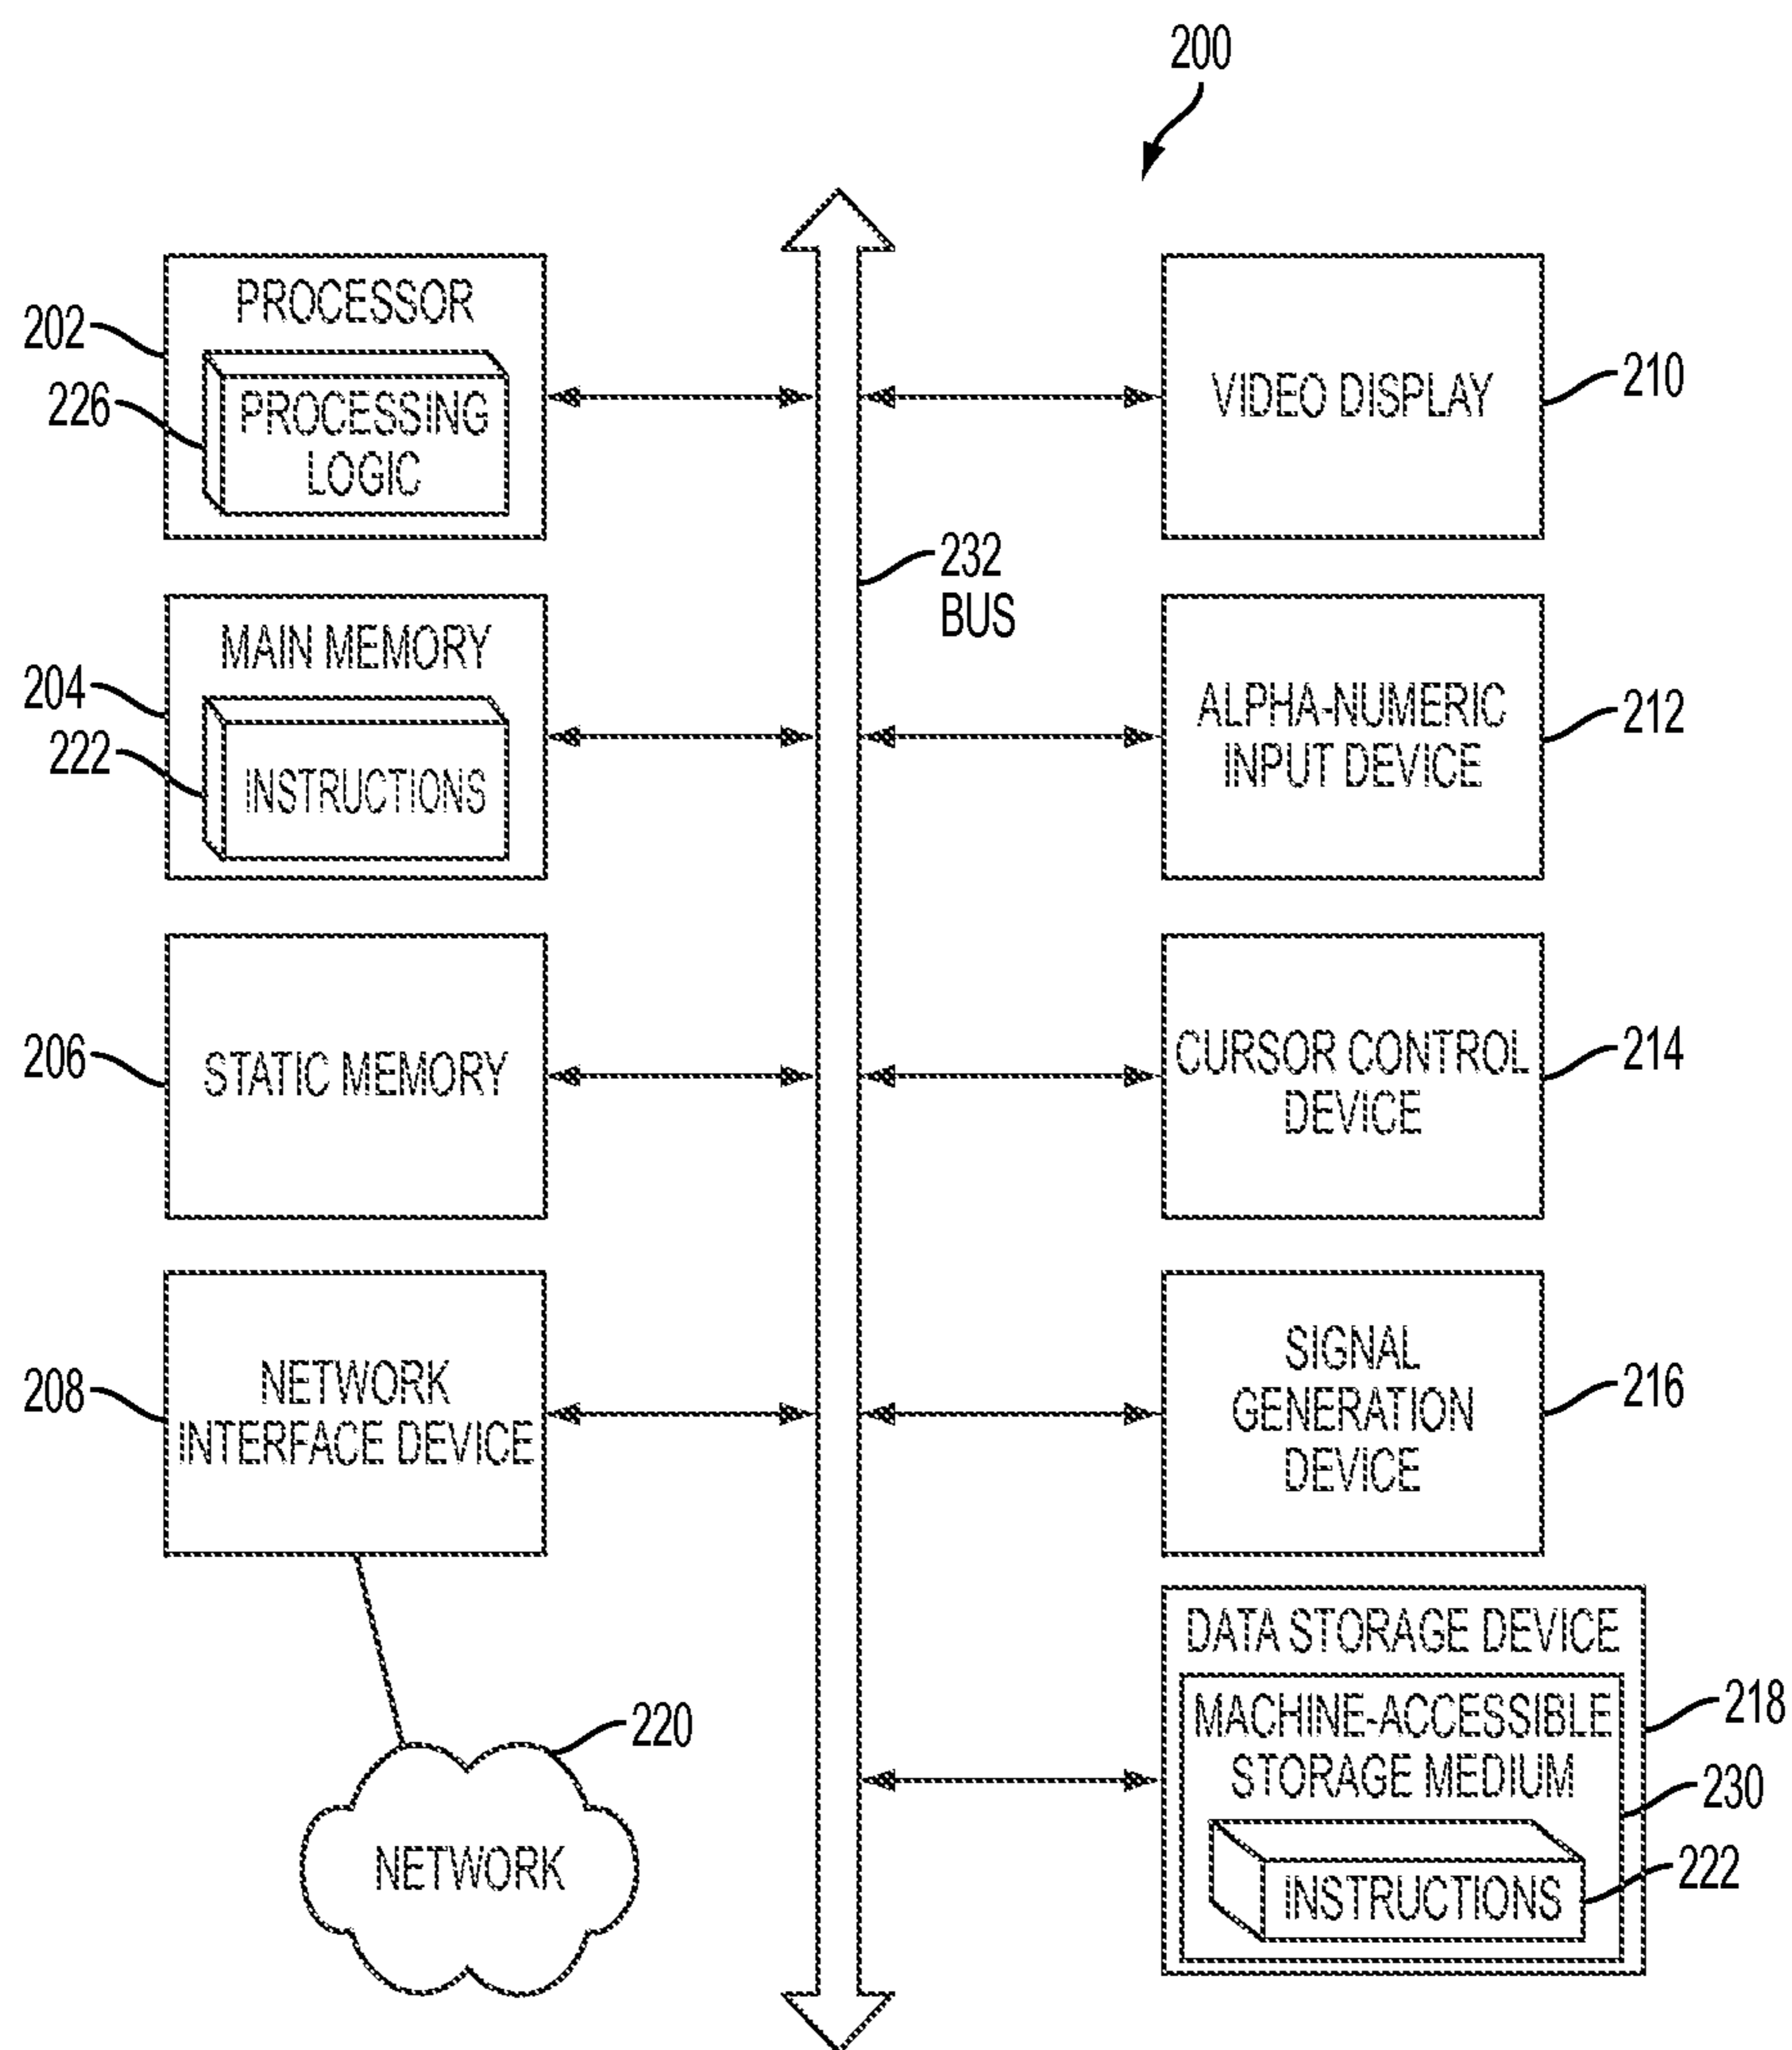 200
PROCESSOR
202
226
PROCESSING
LOGIC
VIDEO DISPLAY
210
232
BUS
MAIN MEMORY
204
222
INSTRUCTIONS
ALPHA-NUMERIC
INPUT DEVICE
212
206
STATIC MEMORY
CURSOR CONTROL
DEVICE
214
208
NETWORK
INTERFACE DEVICE
SIGNAL
GENERATION
DEVICE
216
220
NETWORK
DATA STORAGE DEVICE
MACHINE-ACCESSIBLE
STORAGE MEDIUM
218
230
INSTRUCTIONS
222